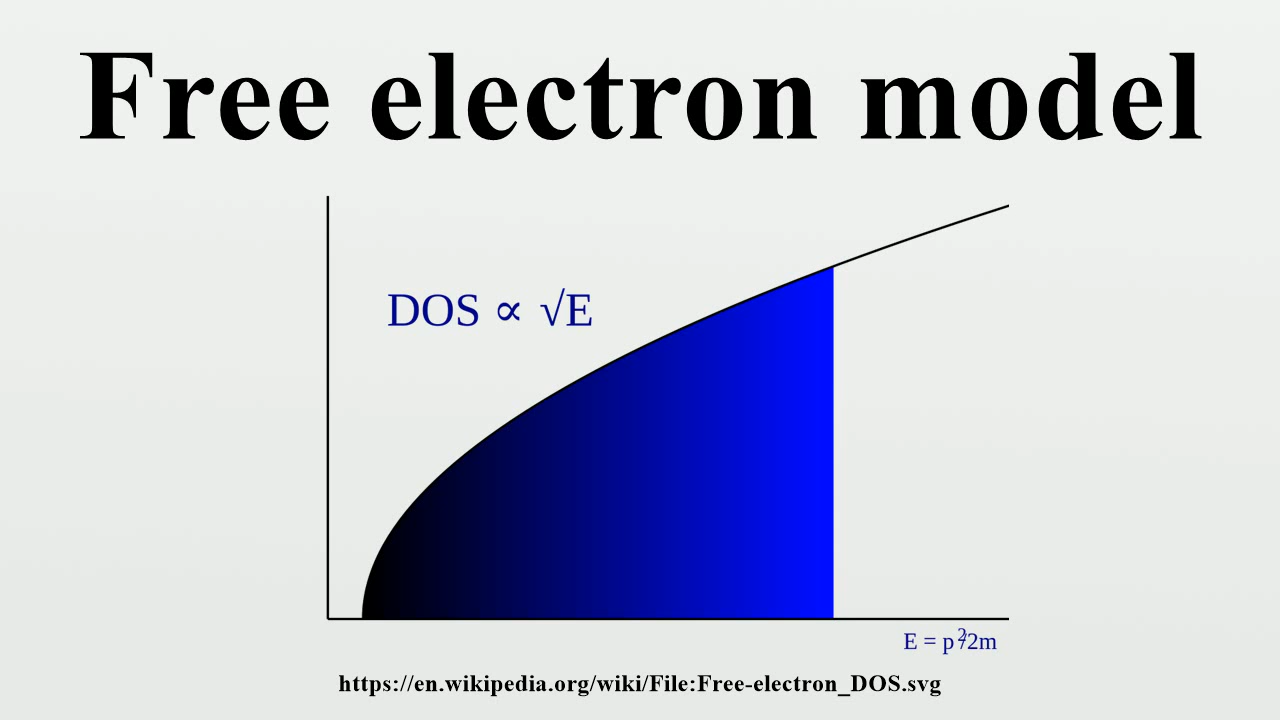 Free electron model
DOS ∝ √E
E = p²/2m
https://en.wikipedia.org/wiki/File:Free-electron_DOS.svg